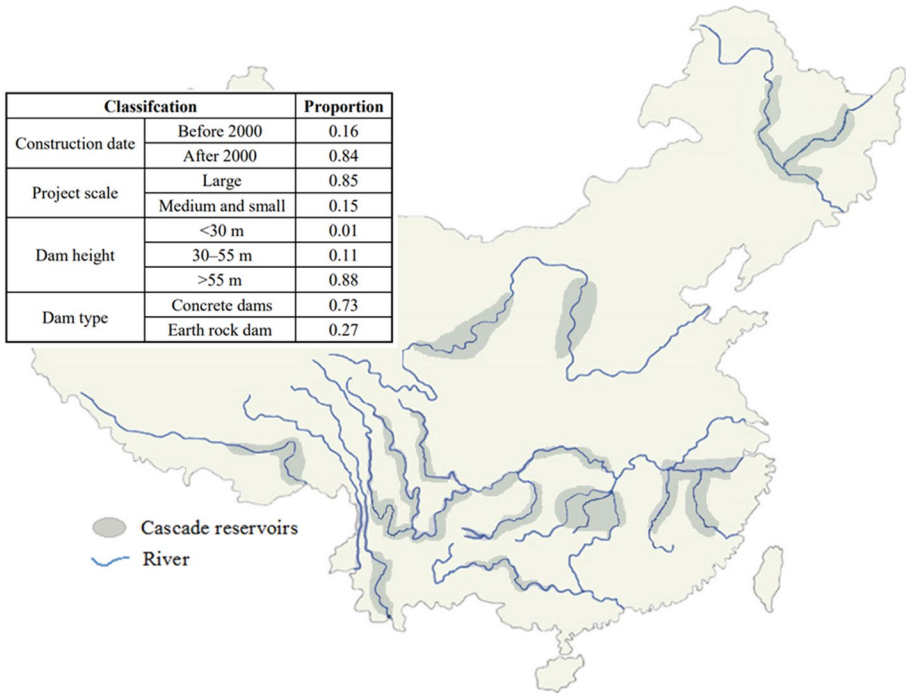 Classifcation Proportion
Construction date Before 2000 0.16
After 2000 0.84
Project scale Large 0.85
Medium and small 0.15
Dam height <30 m 0.01
30–55 m 0.11
>55 m 0.88
Dam type Concrete dams 0.73
Earth rock dam 0.27
Cascade reservoirs
River